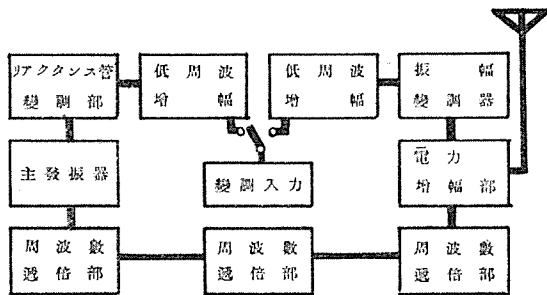 リアクタンス管
變調部
低周波
增幅
低周波
增幅
振幅
變調器
主發振器
變調入力
電力
增幅部
周波數
遞倍部
周波數
遞倍部
周波數
遞倍部